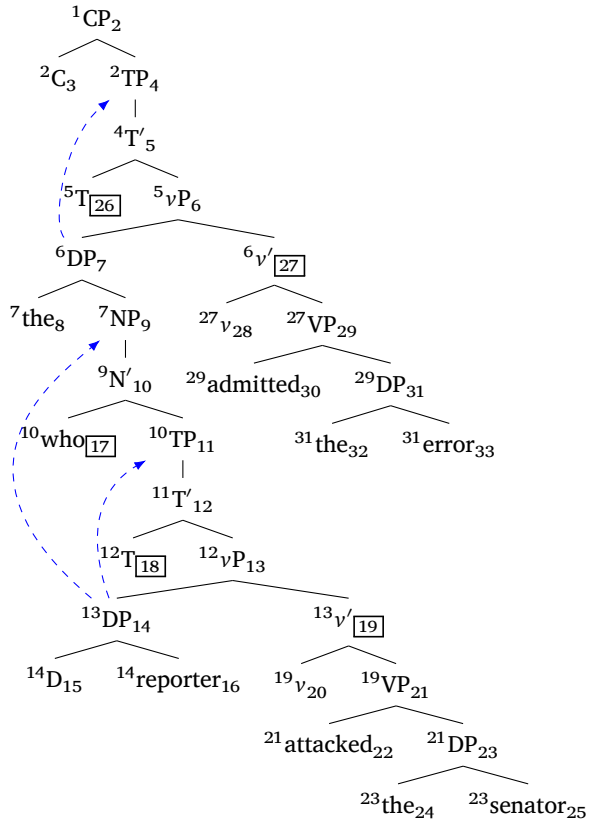 ¹CP₂
²C₃ ²TP₄
⁴T′₅
⁵T₂₆ ⁵vP₆
⁶DP₇ ⁶v′₂₇
⁷the₈ ⁷NP₉ ²⁷v₂₈ ²⁷VP₂₉
⁹N′₁₀ ²⁹admitted₃₀ ²⁹DP₃₁
¹⁰who₁₇ ¹⁰TP₁₁ ³¹the₃₂ ³¹error₃₃
¹¹T′₁₂
¹²T₁₈ ¹²vP₁₃
¹³DP₁₄ ¹³v′₁₉
¹⁴D₁₅ ¹⁴reporter₁₆ ¹⁹v₂₀ ¹⁹VP₂₁
²¹attacked₂₂ ²¹DP₂₃
²³the₂₄ ²³senator₂₅